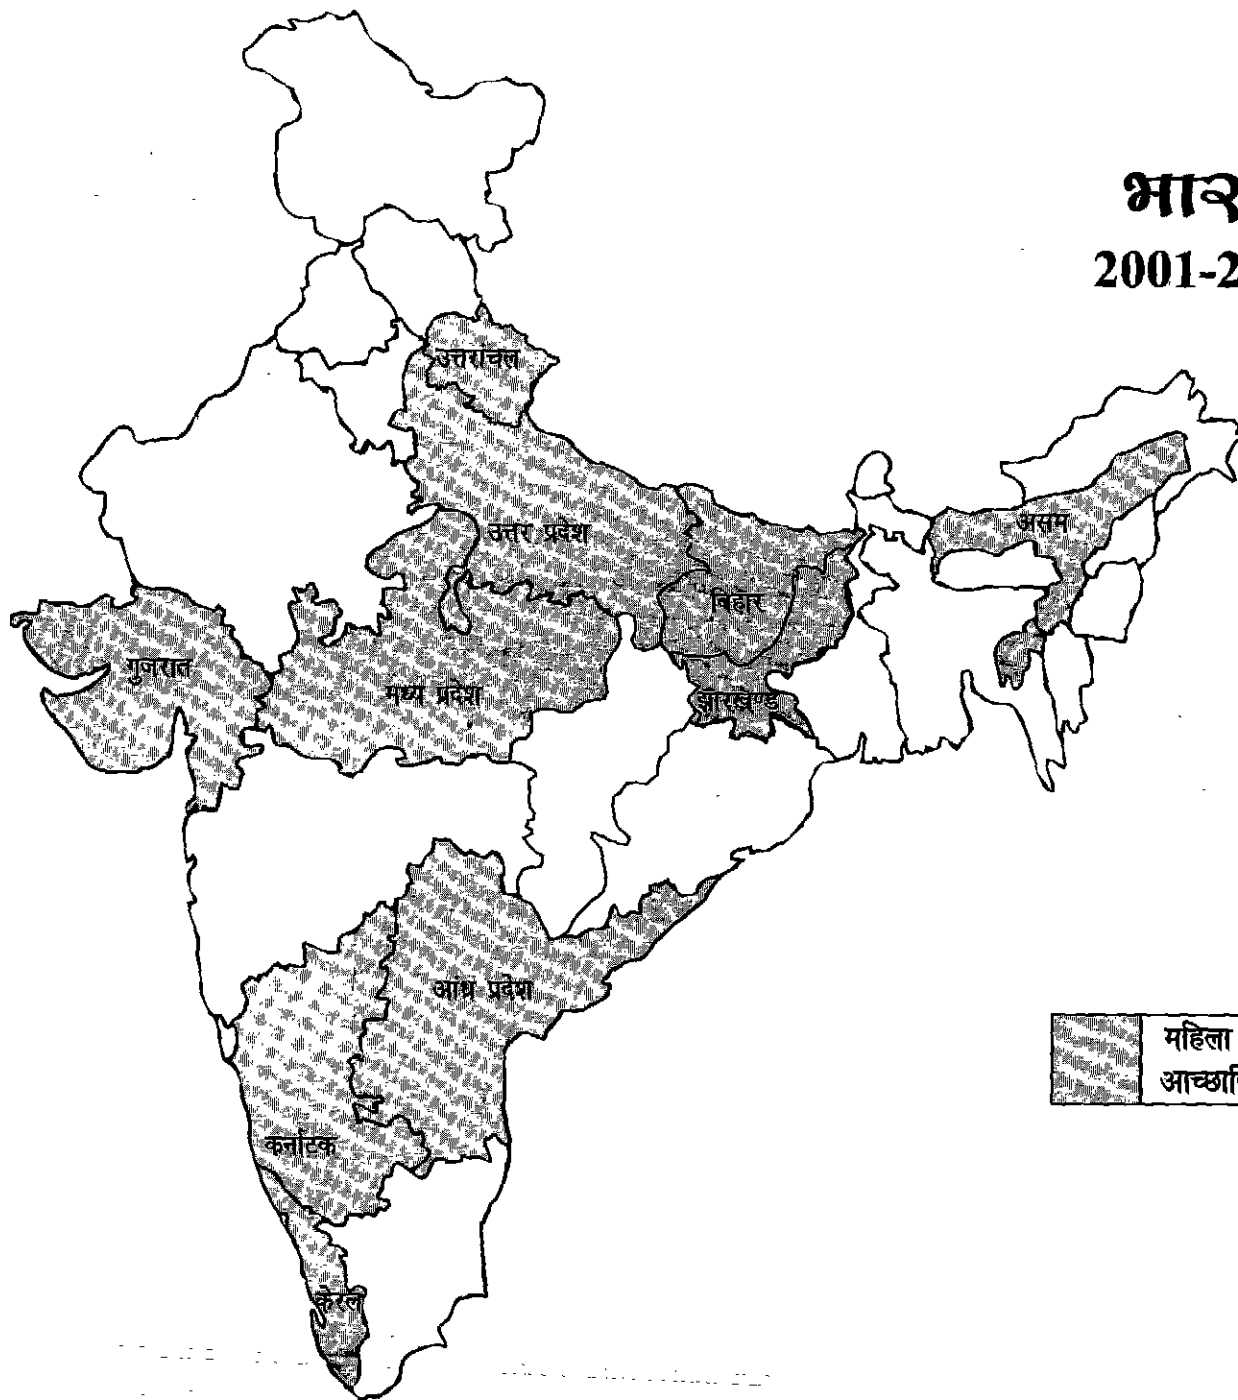 भार
2001-2
उत्तरांचल
असम
उत्तर प्रदेश
बिहार
गुजरात
मध्य प्रदेश
झारखण्ड
आंध्र प्रदेश
महिला
आच्छादि
कर्नाटक
केरल